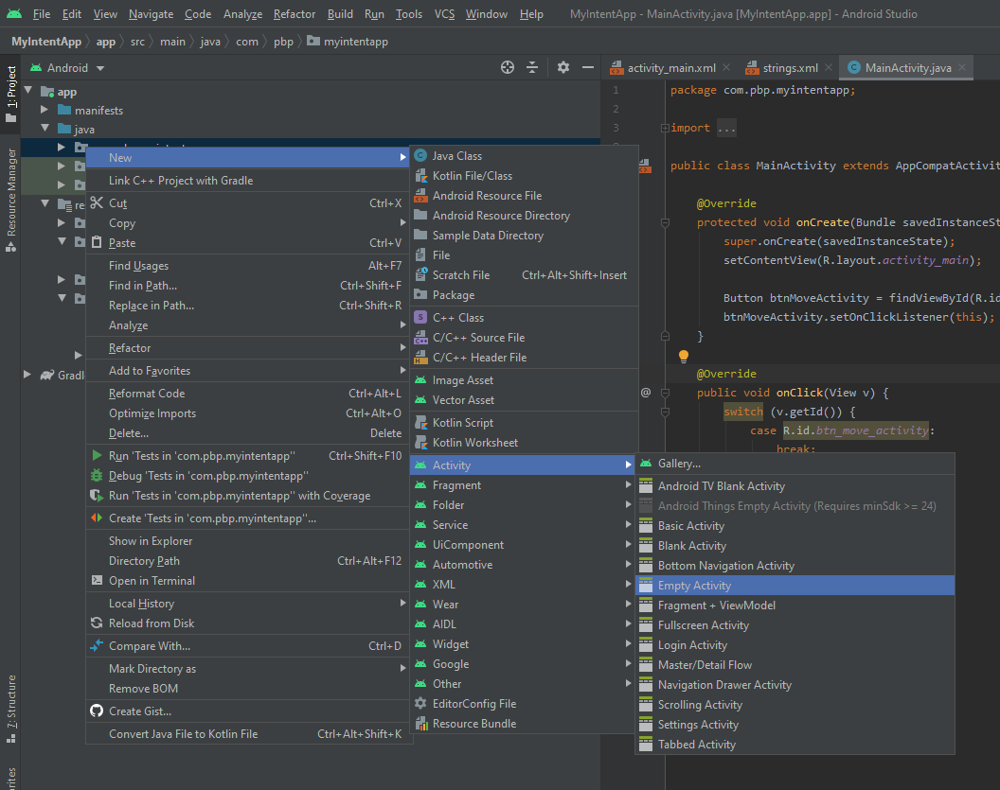 File Edit View Navigate Code Analyze Refactor Build Run Tools VCS Window Help MyIntentApp - MainActivity.java [MyIntentApp.app] - Android Studio
MyIntentApp app src main java com pbp myintentapp
1: Project
Resource Manager
7: Structure
Android
app
manifests
java
Gradl
New
Link C++ Project with Gradle
Cut Ctrl+X
Copy
Paste Ctrl+V
Find Usages Alt+F7
Find in Path... Ctrl+Shift+F
Replace in Path... Ctrl+Shift+R
Analyze
Refactor
Add to Favorites
Reformat Code Ctrl+Alt+L
Optimize Imports Ctrl+Alt+O
Delete... Delete
Run 'Tests in 'com.pbp.myintentapp'' Ctrl+Shift+F10
Debug 'Tests in 'com.pbp.myintentapp''
Run 'Tests in 'com.pbp.myintentapp'' with Coverage
Create 'Tests in 'com.pbp.myintentapp''...
Show in Explorer
Directory Path Ctrl+Alt+F12
Open in Terminal
Local History
Reload from Disk
Compare With... Ctrl+D
Mark Directory as
Remove BOM
Create Gist...
Convert Java File to Kotlin File Ctrl+Alt+Shift+K
Java Class
Kotlin File/Class
Android Resource File
Android Resource Directory
Sample Data Directory
File
Scratch File Ctrl+Alt+Shift+Insert
Package
C++ Class
C/C++ Source File
C/C++ Header File
Image Asset
Vector Asset
Kotlin Script
Kotlin Worksheet
Activity
Fragment
Folder
Service
UiComponent
Automotive
XML
Wear
AIDL
Widget
Google
Other
EditorConfig File
Resource Bundle
Gallery...
Android TV Blank Activity
Android Things Empty Activity (Requires minSdk >= 24)
Basic Activity
Blank Activity
Bottom Navigation Activity
Empty Activity
Fragment + ViewModel
Fullscreen Activity
Login Activity
Master/Detail Flow
Navigation Drawer Activity
Scrolling Activity
Settings Activity
Tabbed Activity
activity_main.xml strings.xml MainActivity.java
1 package com.pbp.myintentapp;
2
3 import ...
public class MainActivity extends AppCompatActivit
@Override
protected void onCreate(Bundle savedInstanceSt
super.onCreate(savedInstanceState);
setContentView(R.layout.activity_main);
Button btnMoveActivity = findViewById(R.id
btnMoveActivity.setOnClickListener(this);
}
@Override
public void onClick(View v) {
switch (v.getId()) {
case R.id.btn_move_activity:
break;